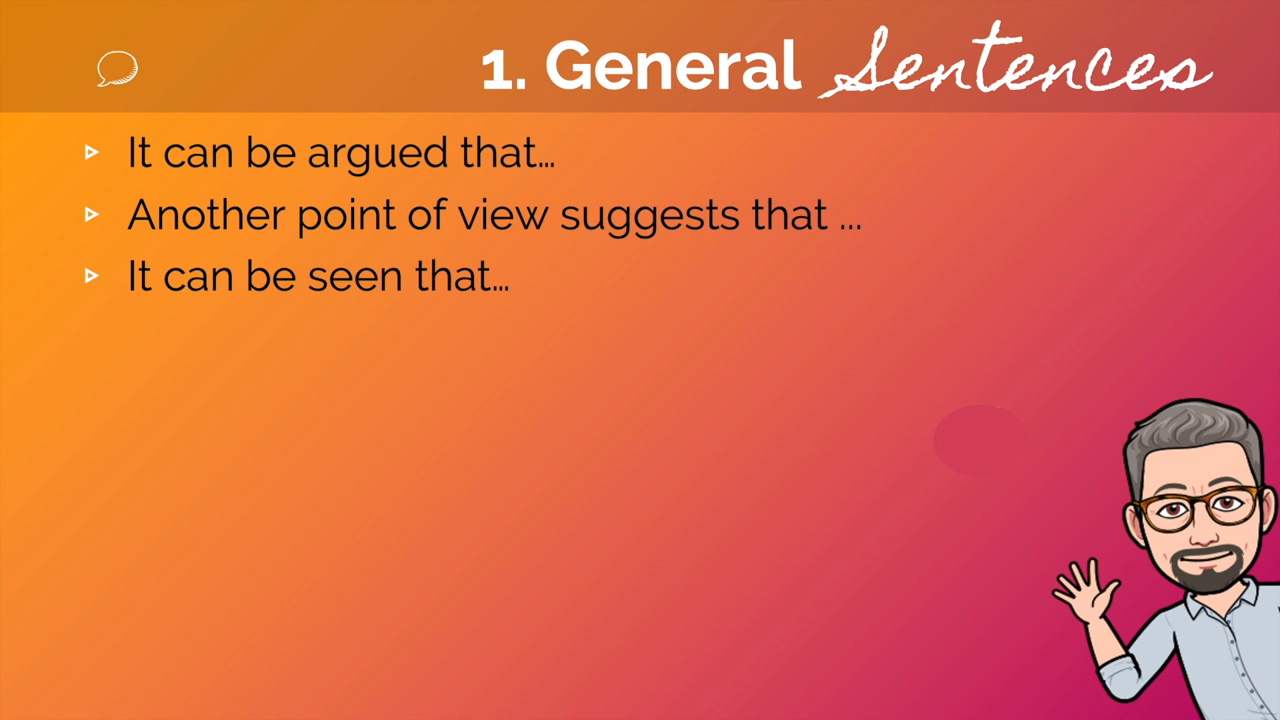 1. General Sentences
It can be argued that…
Another point of view suggests that ...
It can be seen that…